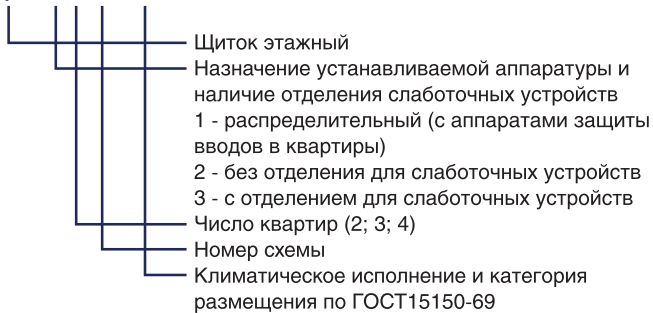 Щиток этажный
Назначение устанавливаемой аппаратуры и
наличие отделения слаботочных устройств
1 - распределительный (с аппаратами защиты
вводов в квартиры)
2 - без отделения для слаботочных устройств
3 - с отделением для слаботочных устройств
Число квартир (2; 3; 4)
Номер схемы
Климатическое исполнение и категория
размещения по ГОСТ15150-69